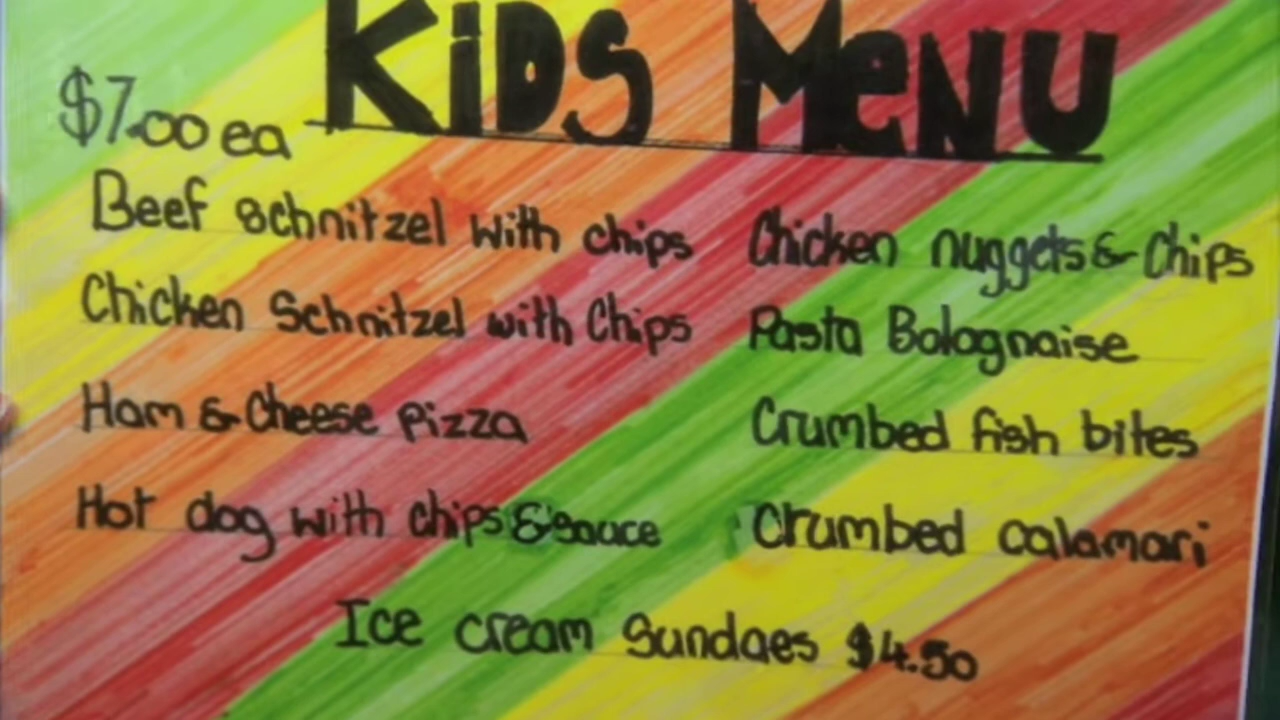 Kids Menu
$7.00 ea
Beef Schnitzel with chips
Chicken Schnitzel with Chips
Ham & Cheese pizza
Hot dog with chips & sauce
Chicken nuggets & Chips
Pasta Bolagnaise
Crumbed fish bites
Crumbed calamari
Ice cream Sundaes $4.50